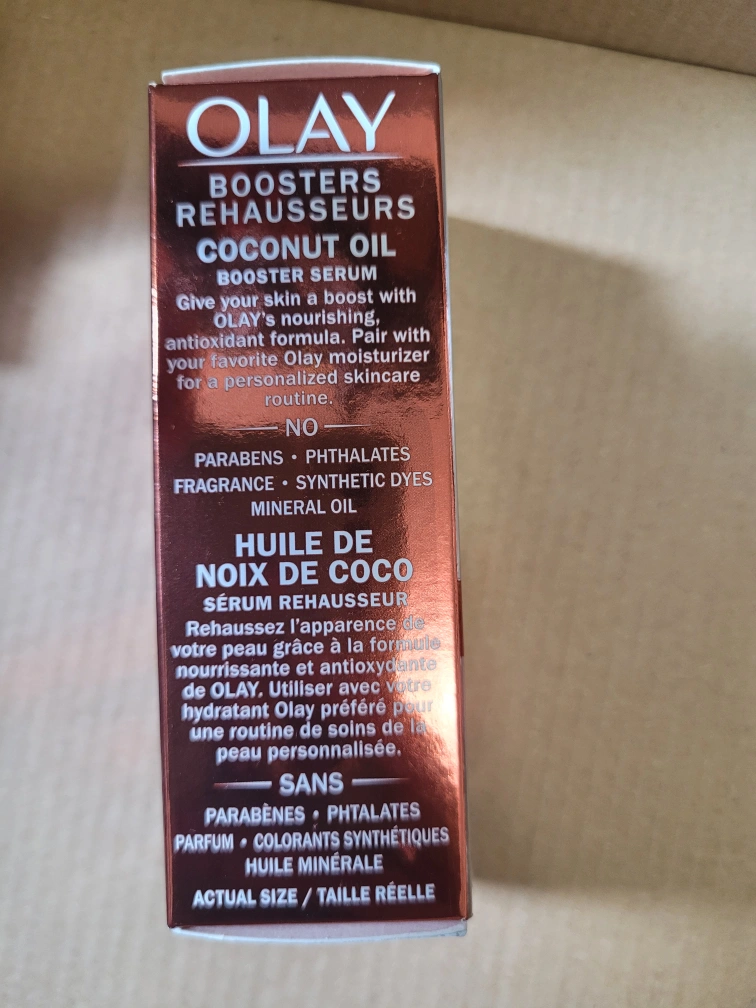 OLAY
BOOSTERS
REHAUSSEURS
COCONUT OIL
BOOSTER SERUM
Give your skin a boost with
OLAY's nourishing,
antioxidant formula. Pair with
your favorite Olay moisturizer
for a personalized skincare
routine.
NO
PARABENS • PHTHALATES
FRAGRANCE • SYNTHETIC DYES
MINERAL OIL
HUILE DE
NOIX DE COCO
SÉRUM REHAUSSEUR
Rehaussez l'apparence de
votre peau grâce à la formule
nourrissante et antioxydante
de OLAY. Utiliser avec votre
hydratant Olay préféré pour
une routine de soins de la
peau personnalisée.
SANS
PARABÈNES • PHTALATES
PARFUM • COLORANTS SYNTHÉTIQUES
HUILE MINÉRALE
ACTUAL SIZE / TAILLE RÉELLE